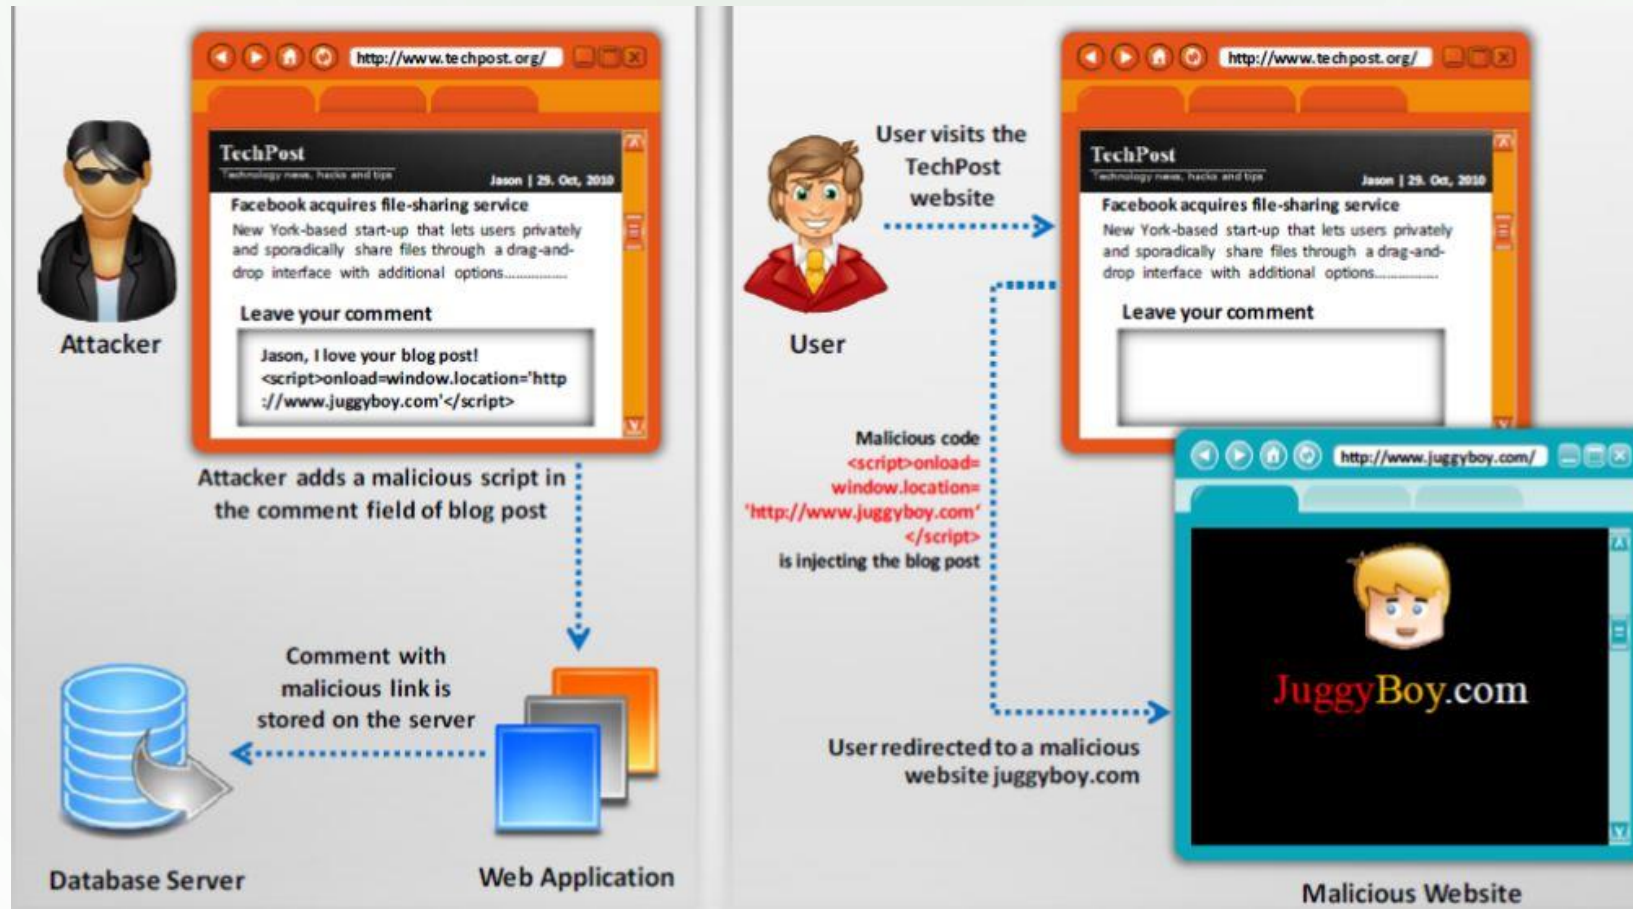 http://www.techpost.org/
TechPost
Technology news, hacks and tips
Jason | 29. Oct, 2010
Facebook acquires file-sharing service
New York-based start-up that lets users privately
and sporadically share files through a drag-and-
drop interface with additional options................
Leave your comment
Jason, I love your blog post!
<script>onload=window.location='http
://www.juggyboy.com'</script>
Attacker
Attacker adds a malicious script in
the comment field of blog post
Comment with
malicious link is
stored on the server
Database Server
Web Application
User visits the
TechPost
website
User
http://www.techpost.org/
TechPost
Technology news, hacks and tips
Jason | 29. Oct, 2010
Facebook acquires file-sharing service
New York-based start-up that lets users privately
and sporadically share files through a drag-and-
drop interface with additional options................
Leave your comment
Malicious code
<script>onload=
window.location=
'http://www.juggyboy.com'
</script>
is injecting the blog post
http://www.juggyboy.com/
JuggyBoy.com
User redirected to a malicious
website juggyboy.com
Malicious Website